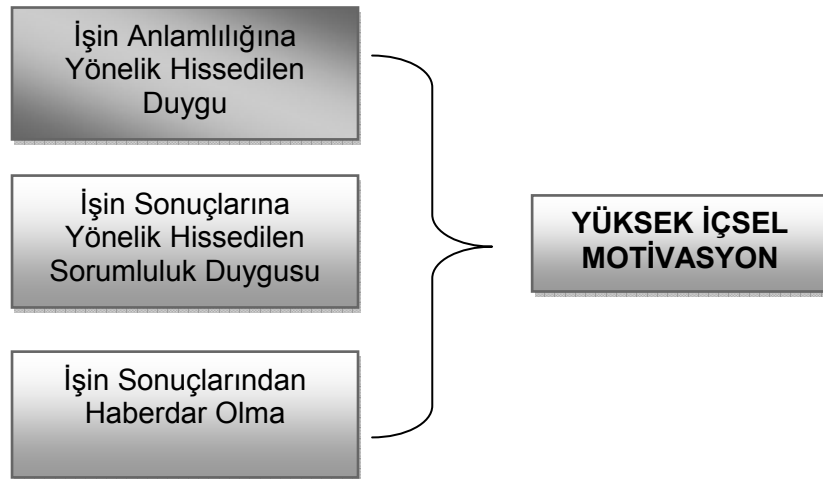 İşin Anlamlılığına
Yönelik Hissedilen
Duygu
İşin Sonuçlarına
Yönelik Hissedilen
Sorumluluk Duygusu
İşin Sonuçlarından
Haberdar Olma
YÜKSEK İÇSEL
MOTİVASYON